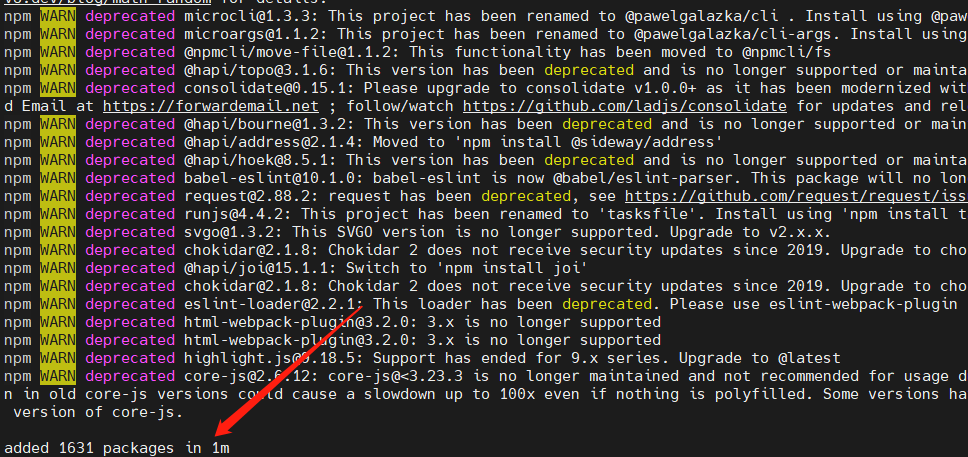 v8.dev/blog/math-random for details.
npm WARN deprecated microcli@1.3.3: This project has been renamed to @pawelgalazka/cli . Install using @paw
npm WARN deprecated microargs@1.1.2: This project has been renamed to @pawelgalazka/cli-args. Install using
npm WARN deprecated @npmcli/move-file@1.1.2: This functionality has been moved to @npmcli/fs
npm WARN deprecated @hapi/topo@3.1.6: This version has been deprecated and is no longer supported or mainta
npm WARN deprecated consolidate@0.15.1: Please upgrade to consolidate v1.0.0+ as it has been modernized wit
d Email at https://forwardemail.net ; follow/watch https://github.com/ladjs/consolidate for updates and rel
npm WARN deprecated @hapi/bourne@1.3.2: This version has been deprecated and is no longer supported or main
npm WARN deprecated @hapi/address@2.1.4: Moved to 'npm install @sideway/address'
npm WARN deprecated @hapi/hoek@8.5.1: This version has been deprecated and is no longer supported or mainta
npm WARN deprecated babel-eslint@10.1.0: babel-eslint is now @babel/eslint-parser. This package will no lon
npm WARN deprecated request@2.88.2: request has been deprecated, see https://github.com/request/request/iss
npm WARN deprecated runjs@4.4.2: This project has been renamed to 'tasksfile'. Install using 'npm install t
npm WARN deprecated svgo@1.3.2: This SVGO version is no longer supported. Upgrade to v2.x.x.
npm WARN deprecated chokidar@2.1.8: Chokidar 2 does not receive security updates since 2019. Upgrade to cho
npm WARN deprecated @hapi/joi@15.1.1: Switch to 'npm install joi'
npm WARN deprecated chokidar@2.1.8: Chokidar 2 does not receive security updates since 2019. Upgrade to cho
npm WARN deprecated eslint-loader@2.2.1: This loader has been deprecated. Please use eslint-webpack-plugin
npm WARN deprecated html-webpack-plugin@3.2.0: 3.x is no longer supported
npm WARN deprecated html-webpack-plugin@3.2.0: 3.x is no longer supported
npm WARN deprecated highlight.js@9.18.5: Support has ended for 9.x series. Upgrade to @latest
npm WARN deprecated core-js@2.6.12: core-js@<3.23.3 is no longer maintained and not recommended for usage d
n in old core-js versions could cause a slowdown up to 100x even if nothing is polyfilled. Some versions ha
version of core-js.
added 1631 packages in 1m